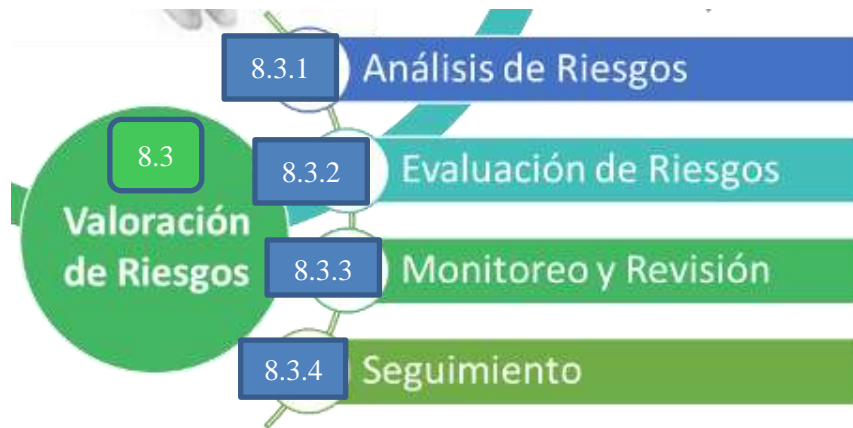 8.3.1 Análisis de Riesgos
8.3
Valoración
de Riesgos
8.3.2 Evaluación de Riesgos
8.3.3 Monitoreo y Revisión
8.3.4 Seguimiento